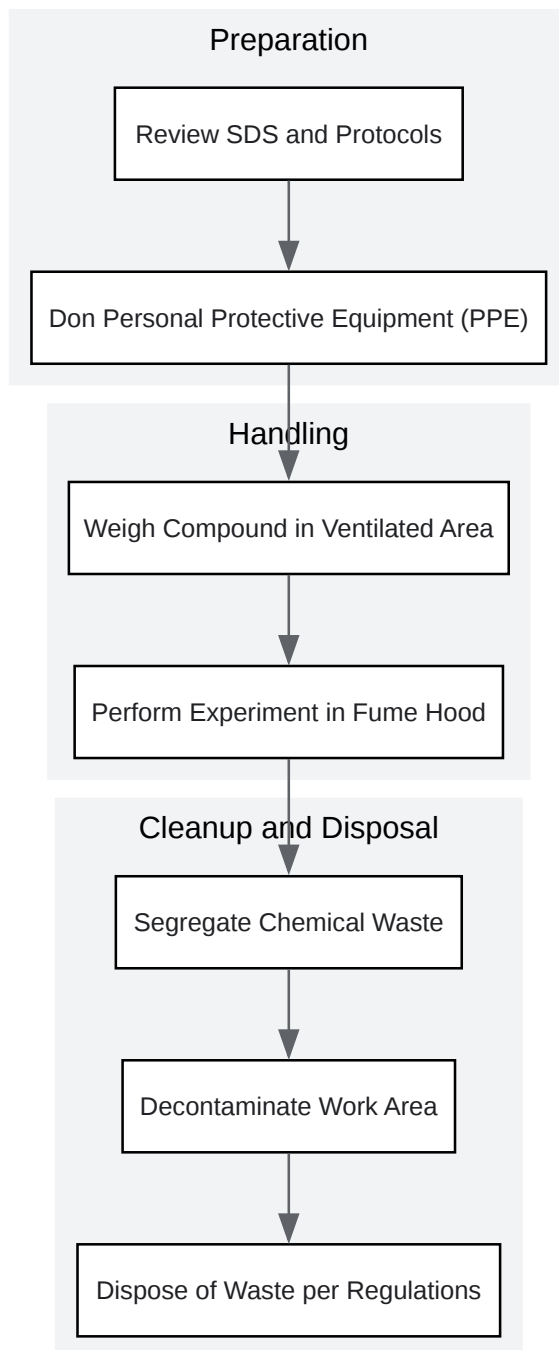 Preparation
Review SDS and Protocols
Don Personal Protective Equipment (PPE)
Handling
Weigh Compound in Ventilated Area
Perform Experiment in Fume Hood
Cleanup and Disposal
Segregate Chemical Waste
Decontaminate Work Area
Dispose of Waste per Regulations